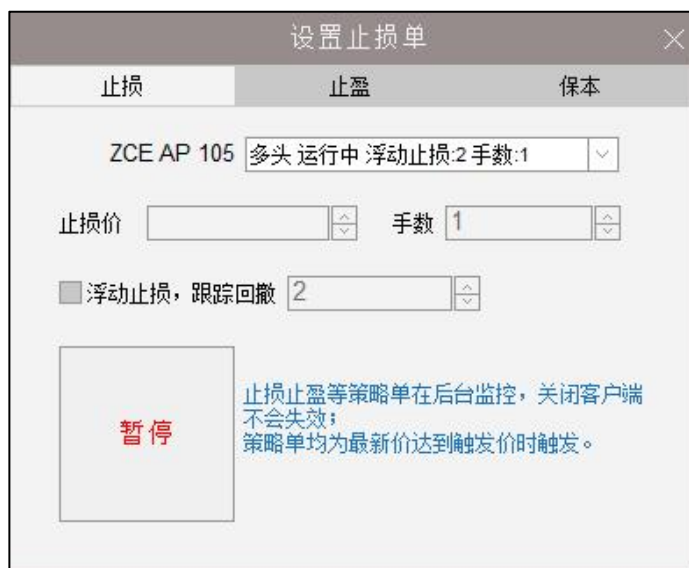 设置止损单
止损 止盈 保本
ZCE AP 105 多头 运行中 浮动止损:2 手数:1
止损价 手数 1
浮动止损，跟踪回撤 2
暂停
止损止盈等策略单在后台监控，关闭客户端
不会失效；
策略单均为最新价达到触发价时触发。